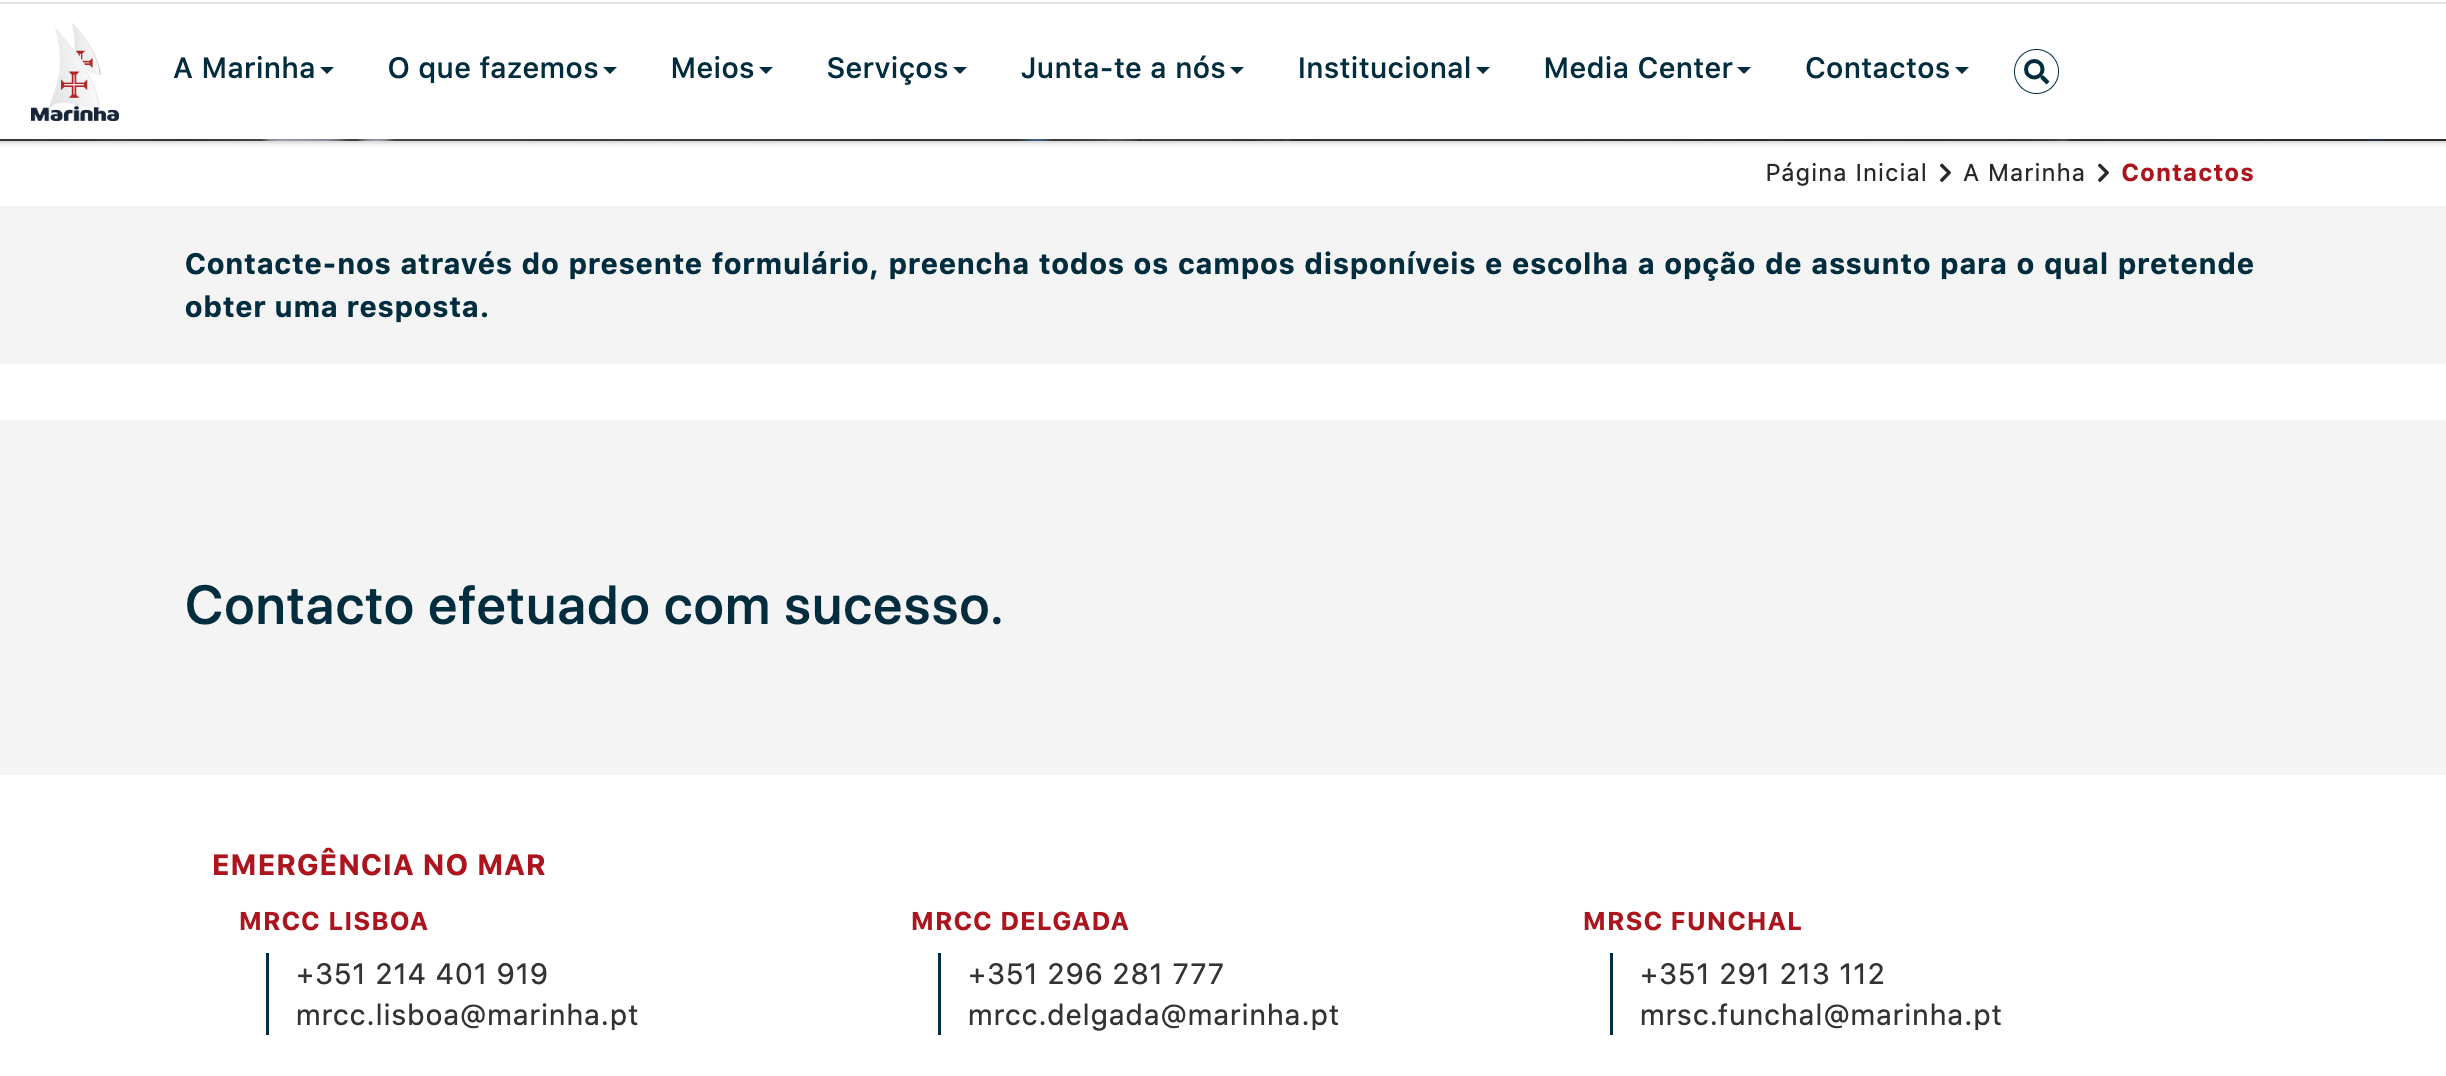 Marinha
A Marinha
O que fazemos
Meios
Serviços
Junta-te a nós
Institucional
Media Center
Contactos
Página Inicial > A Marinha > Contactos
Contacte-nos através do presente formulário, preencha todos os campos disponíveis e escolha a opção de assunto para o qual pretende
obter uma resposta.
Contacto efetuado com sucesso.
EMERGÊNCIA NO MAR
MRCC LISBOA
+351 214 401 919
mrcc.lisboa@marinha.pt
MRCC DELGADA
+351 296 281 777
mrcc.delgada@marinha.pt
MRSC FUNCHAL
+351 291 213 112
mrsc.funchal@marinha.pt